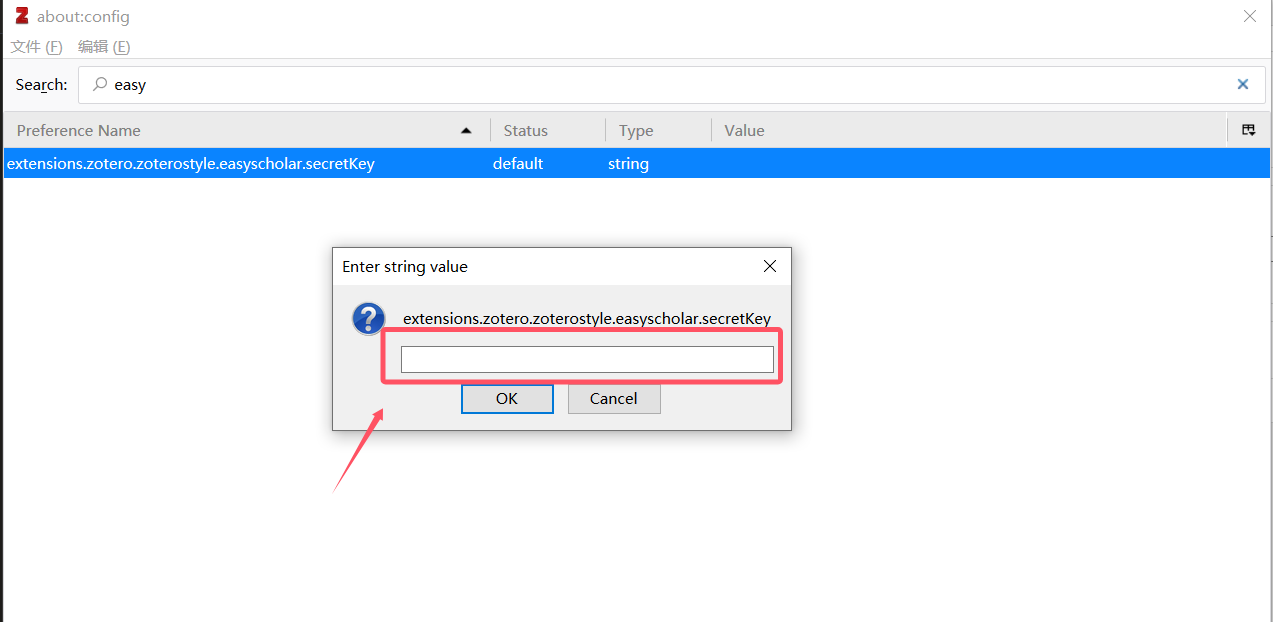 about:config
文件 (F) 编辑 (E)
Search: easy
Preference Name Status Type Value
extensions.zotero.zoterostyle.easyscholar.secretKey default string
Enter string value
extensions.zotero.zoterostyle.easyscholar.secretKey
OK Cancel